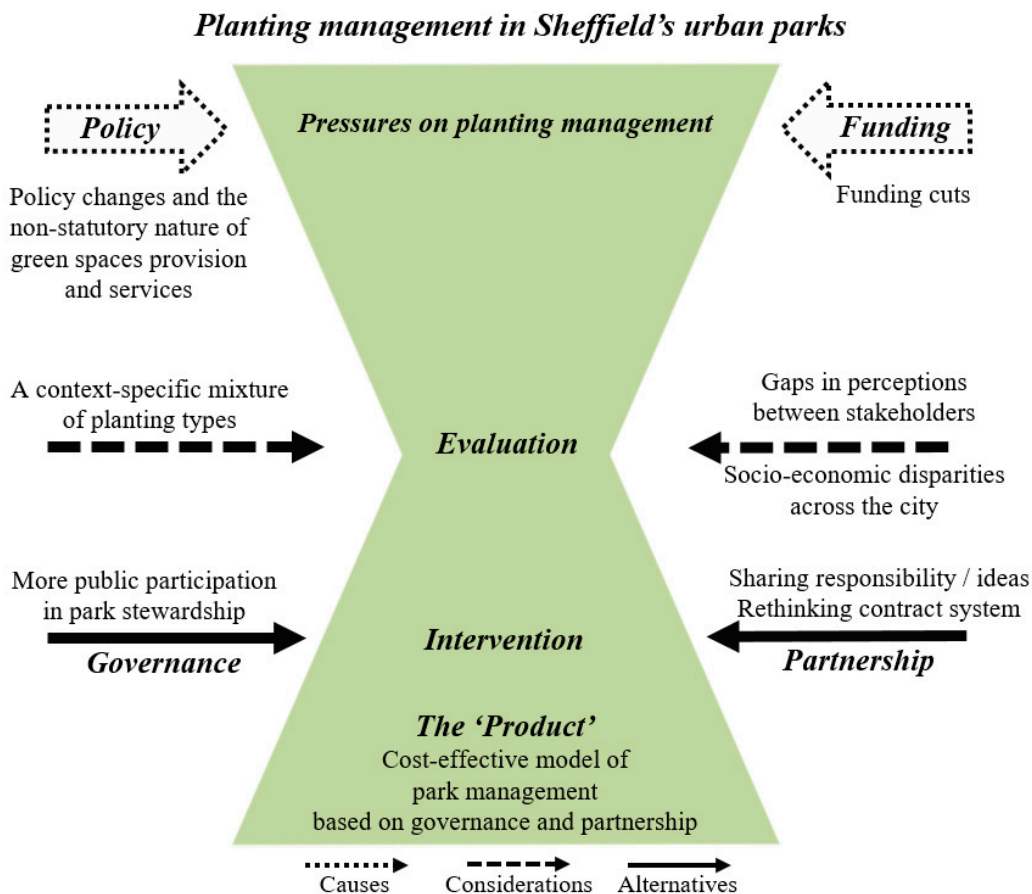 Planting management in Sheffield's urban parks
Policy
Pressures on planting management
Funding
Policy changes and the
non-statutory nature of
green spaces provision
and services
Funding cuts
A context-specific mixture
of planting types
Evaluation
Gaps in perceptions
between stakeholders
Socio-economic disparities
across the city
More public participation
in park stewardship
Governance
Intervention
Sharing responsibility / ideas
Rethinking contract system
Partnership
The ‘Product’
Cost-effective model of
park management
based on governance and partnership
Causes
Considerations
Alternatives